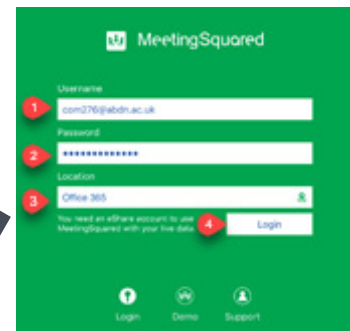 MeetingSquared
Username
1
com276@abdn.ac.uk
Password
2
•••••••••••••
Location
3
Office 365
You need an eShare account to use
MeetingSquared with your live data
4
Login
Login Demo Support